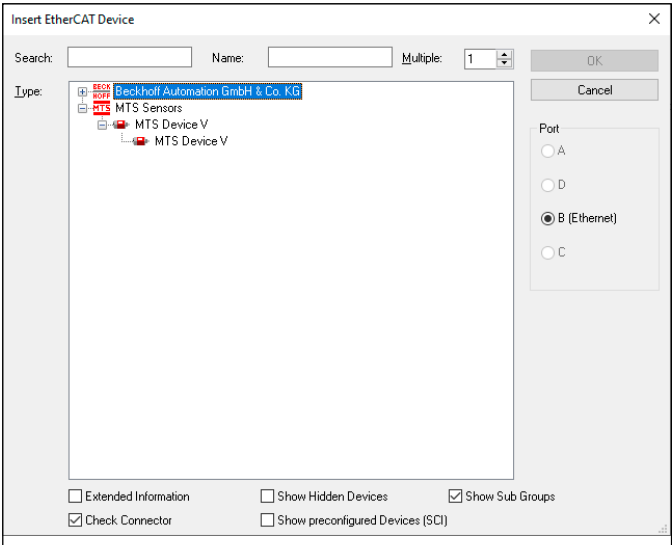 Insert EtherCAT Device
Search: Name: Multiple: 1 OK
Type: BECKHOFF Beckhoff Automation GmbH & Co. KG Cancel
MTS MTS Sensors
MTS Device V
MTS Device V
Port
A
D
B (Ethernet)
C
Extended Information Show Hidden Devices Show Sub Groups
Check Connector Show preconfigured Devices (SCI)